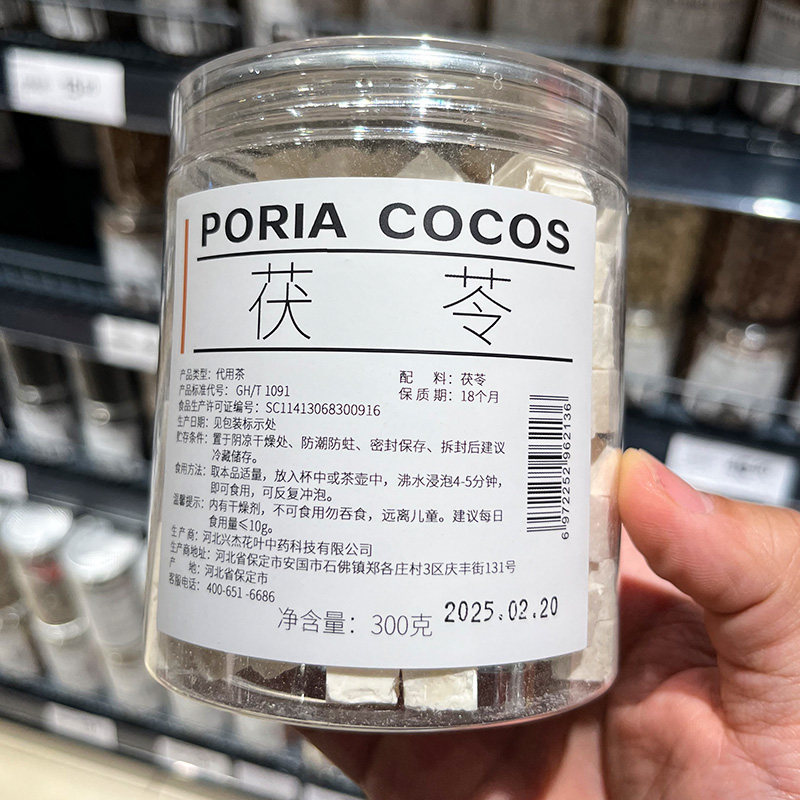 PORIA COCOS
茯苓
产品类型：代用茶
配 料：茯苓
产品标准代号：GH/T 1091
保质期：18个月
食品生产许可证编号：SC11413068300916
生产日期：见包装标示处
贮存条件：置于阴凉干燥处、防潮防蛀、密封保存、拆封后建议
冷藏储存。
食用方法：取本品适量，放入杯中或茶壶中，沸水浸泡4-5分钟，
即可食用，可反复冲泡。
温馨提示：内有干燥剂，不可食用勿吞食，远离儿童。建议每日
食用量≤10g。
生产商：河北兴杰花叶中药科技有限公司
生产商地址：河北省保定市安国市石佛镇郑各庄村3区庆丰街131号
产 地：河北省保定市
客服电话：400-651-6686
净含量：300克
2025.02.20
6 972252 962136